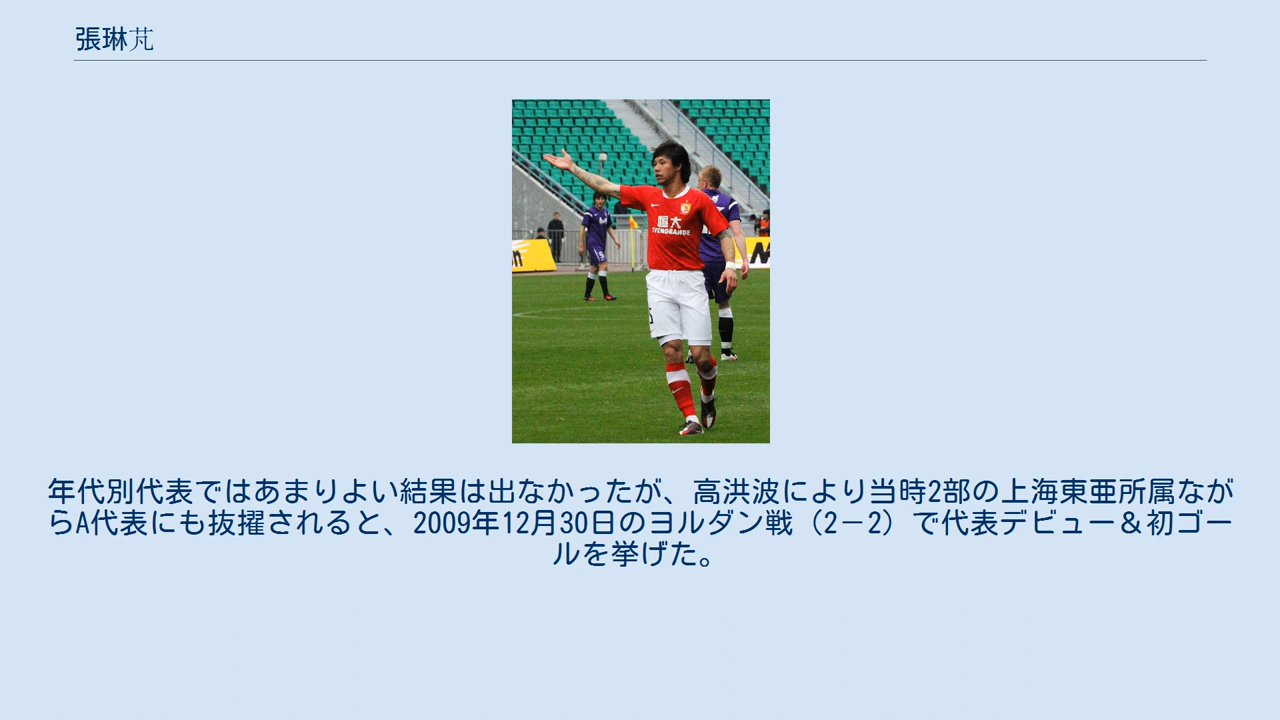 張琳芃
恒大
EVERGRANDE
5
年代別代表ではあまりよい結果は出なかったが、高洪波により当時2部の上海東亜所属なが
らA代表にも抜擢されると、2009年12月30日のヨルダン戦（2－2）で代表デビュー＆初ゴー
ルを挙げた。